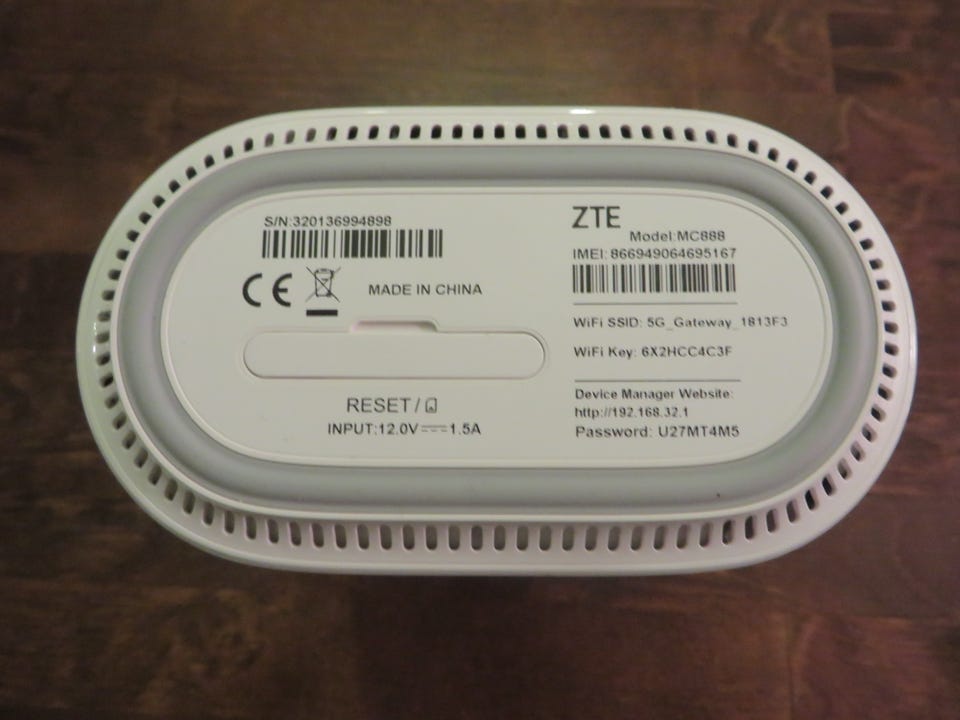 S/N:320136994898
CE
MADE IN CHINA
RESET/
INPUT:12.0V⎓1.5A
ZTE
Model:MC888
IMEI: 866949064695167
WiFi SSID: 5G_Gateway_1813F3
WiFi Key: 6X2HCC4C3F
Device Manager Website:
http://192.168.32.1
Password: U27MT4M5